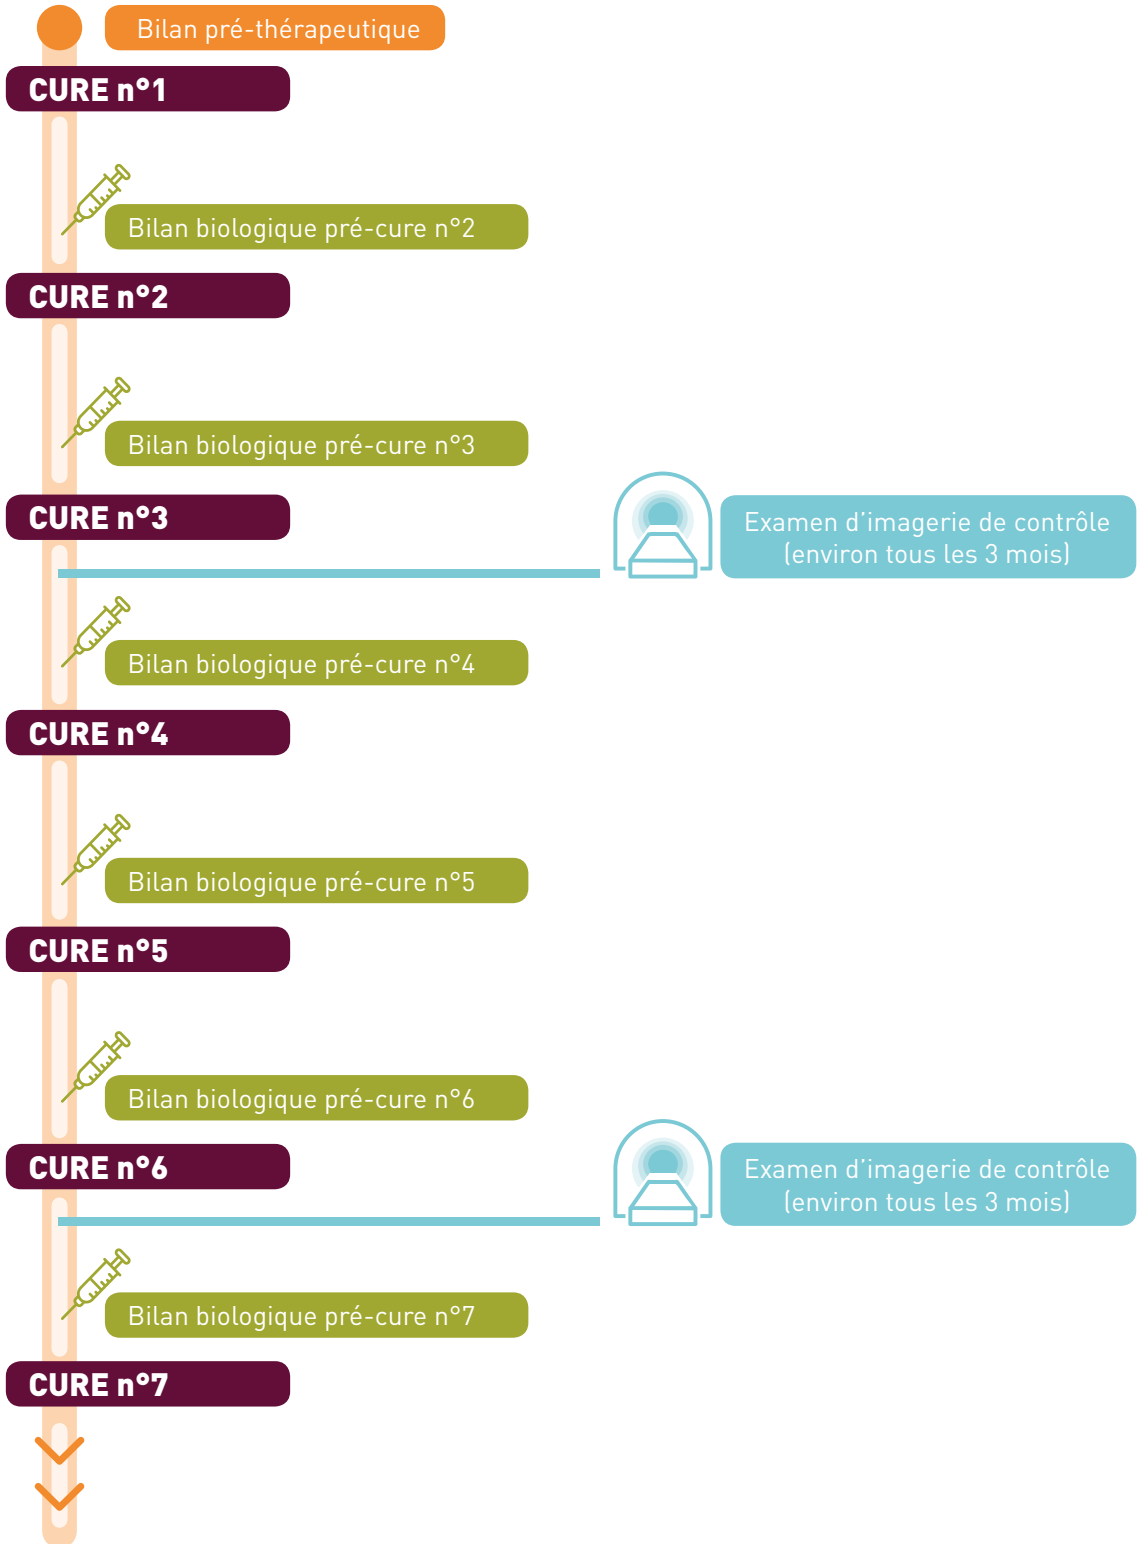 Bilan pré-thérapeutique
CURE n°1
Bilan biologique pré-cure n°2
CURE n°2
Bilan biologique pré-cure n°3
CURE n°3
Examen d'imagerie de contrôle
(environ tous les 3 mois)
Bilan biologique pré-cure n°4
CURE n°4
Bilan biologique pré-cure n°5
CURE n°5
Bilan biologique pré-cure n°6
CURE n°6
Examen d'imagerie de contrôle
(environ tous les 3 mois)
Bilan biologique pré-cure n°7
CURE n°7